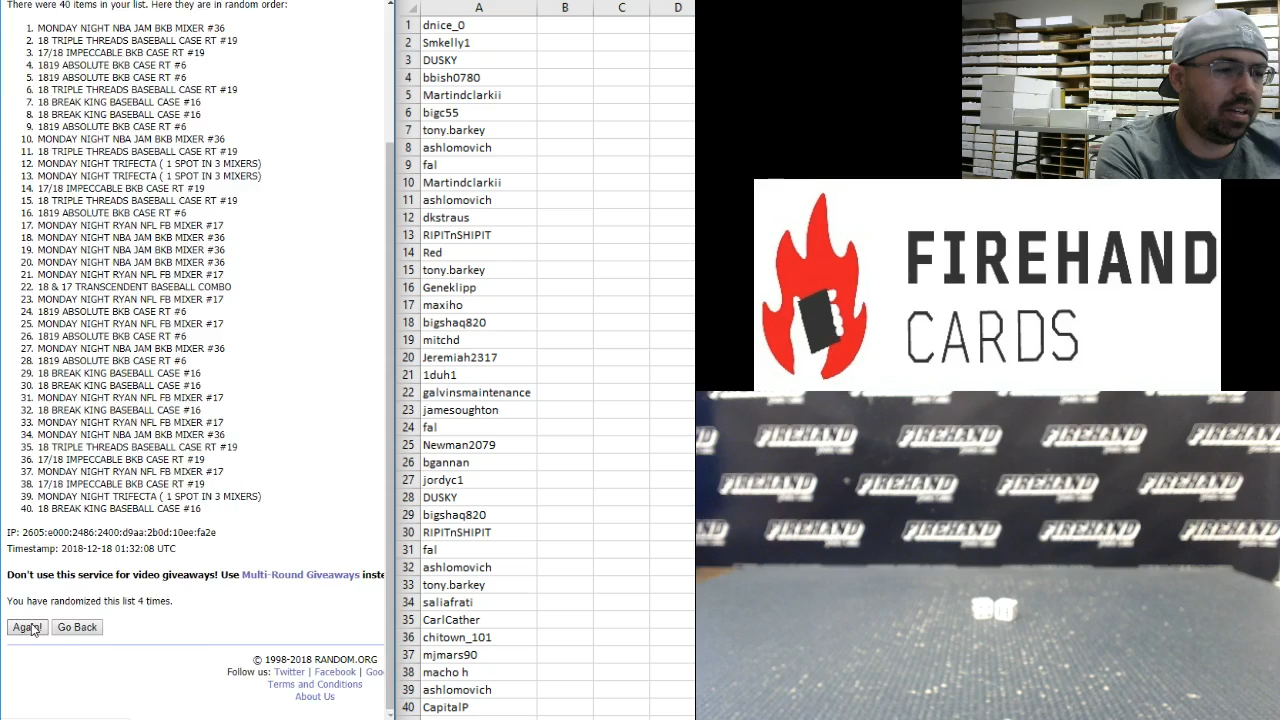 There were 40 items in your list. Here they are in random order:
1. MONDAY NIGHT NBA JAM BKB MIXER #36
2. 18 TRIPLE THREADS BASEBALL CASE RT #19
3. 17/18 IMPECCABLE BKB CASE RT #19
4. 1819 ABSOLUTE BKB CASE RT #6
5. 1819 ABSOLUTE BKB CASE RT #6
6. 18 TRIPLE THREADS BASEBALL CASE RT #19
7. 18 BREAK KING BASEBALL CASE #16
8. 18 BREAK KING BASEBALL CASE #16
9. 1819 ABSOLUTE BKB CASE RT #6
10. MONDAY NIGHT NBA JAM BKB MIXER #36
11. 18 TRIPLE THREADS BASEBALL CASE RT #19
12. MONDAY NIGHT TRIFECTA ( 1 SPOT IN 3 MIXERS)
13. MONDAY NIGHT TRIFECTA ( 1 SPOT IN 3 MIXERS)
14. 17/18 IMPECCABLE BKB CASE RT #19
15. 18 TRIPLE THREADS BASEBALL CASE RT #19
16. 1819 ABSOLUTE BKB CASE RT #6
17. MONDAY NIGHT RYAN NFL FB MIXER #17
18. MONDAY NIGHT NBA JAM BKB MIXER #36
19. MONDAY NIGHT NBA JAM BKB MIXER #36
20. MONDAY NIGHT NBA JAM BKB MIXER #36
21. MONDAY NIGHT RYAN NFL FB MIXER #17
22. 18 & 17 TRANSCENDENT BASEBALL COMBO
23. MONDAY NIGHT RYAN NFL FB MIXER #17
24. 1819 ABSOLUTE BKB CASE RT #6
25. MONDAY NIGHT RYAN NFL FB MIXER #17
26. 1819 ABSOLUTE BKB CASE RT #6
27. MONDAY NIGHT NBA JAM BKB MIXER #36
28. 1819 ABSOLUTE BKB CASE RT #6
29. 18 BREAK KING BASEBALL CASE #16
30. 18 BREAK KING BASEBALL CASE #16
31. MONDAY NIGHT RYAN NFL FB MIXER #17
32. 18 BREAK KING BASEBALL CASE #16
33. MONDAY NIGHT RYAN NFL FB MIXER #17
34. MONDAY NIGHT NBA JAM BKB MIXER #36
35. 18 TRIPLE THREADS BASEBALL CASE RT #19
36. 17/18 IMPECCABLE BKB CASE RT #19
37. MONDAY NIGHT RYAN NFL FB MIXER #17
38. 17/18 IMPECCABLE BKB CASE RT #19
39. MONDAY NIGHT TRIFECTA ( 1 SPOT IN 3 MIXERS)
40. 18 BREAK KING BASEBALL CASE #16
IP: 2605:e000:2486:2400:d9aa:2b0d:10ee:fa2e
Timestamp: 2018-12-18 01:32:08 UTC
Don't use this service for video giveaways! Use Multi-Round Giveaways inste
You have randomized this list 4 times.
Again! Go Back
© 1998-2018 RANDOM.ORG
Follow us: Twitter | Facebook | Goo
Terms and Conditions
About Us
A B C D
1 dnice_0
2 Smkelly1
3 DUSKY
4 bbish0780
5 Martindclarkii
6 bigc55
7 tony.barkey
8 ashlomovich
9 fal
10 Martindclarkii
11 ashlomovich
12 dkstraus
13 RIPITnSHIPIT
14 Red
15 tony.barkey
16 Geneklipp
17 maxiho
18 bigshaq820
19 mitchd
20 Jeremiah2317
21 1duh1
22 galvinsmaintenance
23 jamesoughton
24 fal
25 Newman2079
26 bgannan
27 jordyc1
28 DUSKY
29 bigshaq820
30 RIPITnSHIPIT
31 fal
32 ashlomovich
33 tony.barkey
34 saliafrati
35 CarlCather
36 chitown_101
37 mjmars90
38 macho h
39 ashlomovich
40 CapitalP
FIREHAND
CARDS
FIREHAND FIREHAND FIREHAND FIREHAND
FIREHAND FIREHAND FIREHAND FIREHAND
FIREHAND FIREHAND FIREHAND FIREHAND